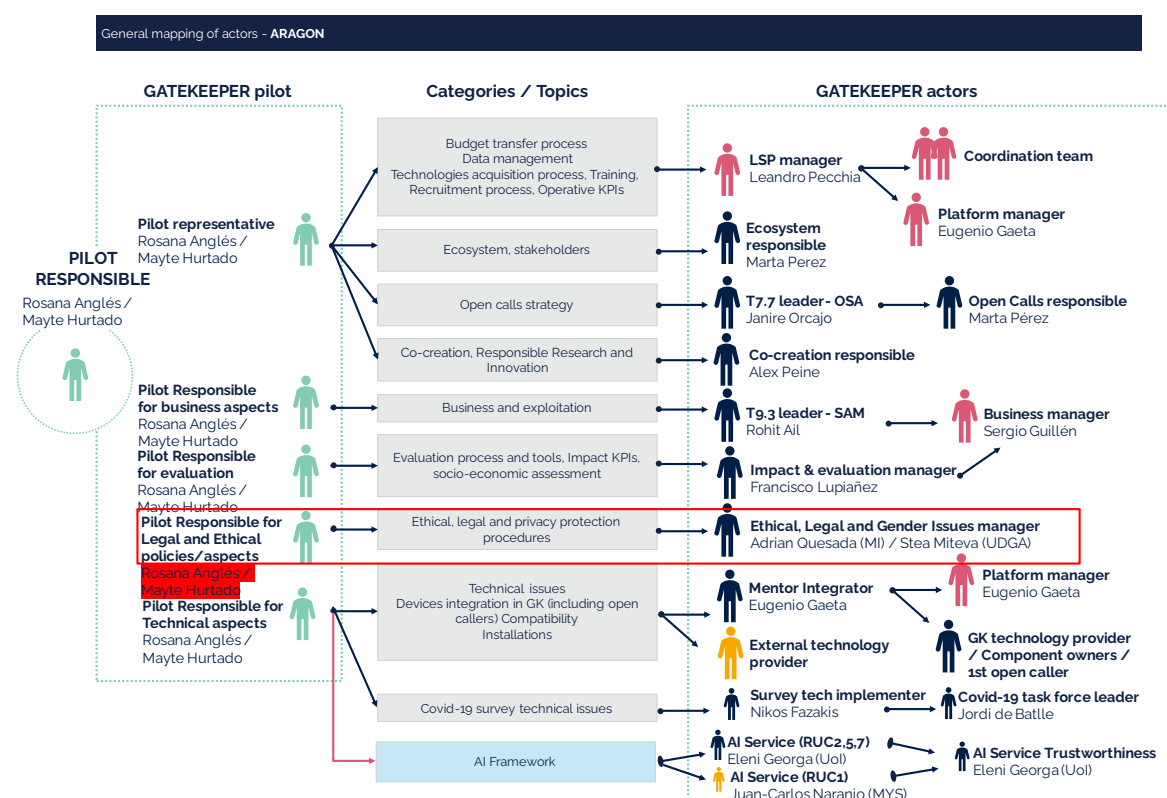 General mapping of actors - ARAGON
GATEKEEPER pilot
Categories / Topics
GATEKEEPER actors
PILOT
RESPONSIBLE
Rosana Anglés /
Mayte Hurtado
Pilot representative
Rosana Anglés /
Mayte Hurtado
Pilot Responsible
for business aspects
Rosana Anglés /
Mayte Hurtado
Pilot Responsible
for evaluation
Rosana Anglés /
Mayte Hurtado
Pilot Responsible for
Legal and Ethical
policies/aspects
Rosana Anglés /
Mayte Hurtado
Pilot Responsible for
Technical aspects
Rosana Anglés /
Mayte Hurtado
Budget transfer process
Data management
Technologies acquisition process, Training,
Recruitment process, Operative KPIs
Ecosystem, stakeholders
Open calls strategy
Co-creation, Responsible Research and
Innovation
Business and exploitation
Evaluation process and tools, Impact KPIs,
socio-economic assessment
Ethical, legal and privacy protection
procedures
Technical issues
Devices integration in GK (including open
callers) Compatibility
Installations
Covid-19 survey technical issues
AI Framework
LSP manager
Leandro Pecchia
Coordination team
Platform manager
Eugenio Gaeta
Ecosystem
responsible
Marta Perez
T7.7 leader - OSA
Janire Orcajo
Open Calls responsible
Marta Pérez
Co-creation responsible
Alex Peine
T9.3 leader - SAM
Rohit Ail
Business manager
Sergio Guillén
Impact & evaluation manager
Francisco Lupiañez
Ethical, Legal and Gender Issues manager
Adrian Quesada (MI) / Stea Miteva (UDGA)
Mentor Integrator
Eugenio Gaeta
Platform manager
Eugenio Gaeta
External technology
provider
GK technology provider
/ Component owners /
1st open caller
Survey tech implementer
Nikos Fazakis
Covid-19 task force leader
Jordi de Batlle
AI Service (RUC2,5,7)
Eleni Georga (UoI)
AI Service Trustworthiness
Eleni Georga (UoI)
AI Service (RUC1)
Juan-Carlos Naranjo (MYS)